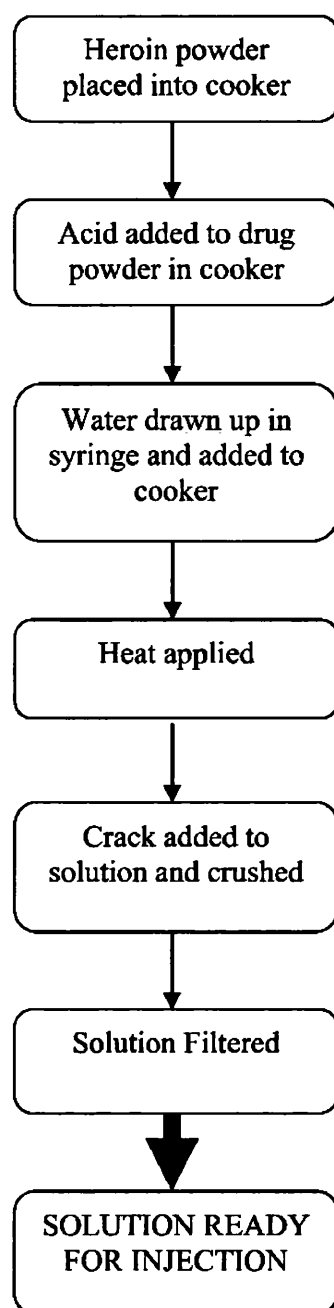 Heroin powder
placed into cooker
Acid added to drug
powder in cooker
Water drawn up in
syringe and added to
cooker
Heat applied
Crack added to
solution and crushed
Solution Filtered
SOLUTION READY
FOR INJECTION